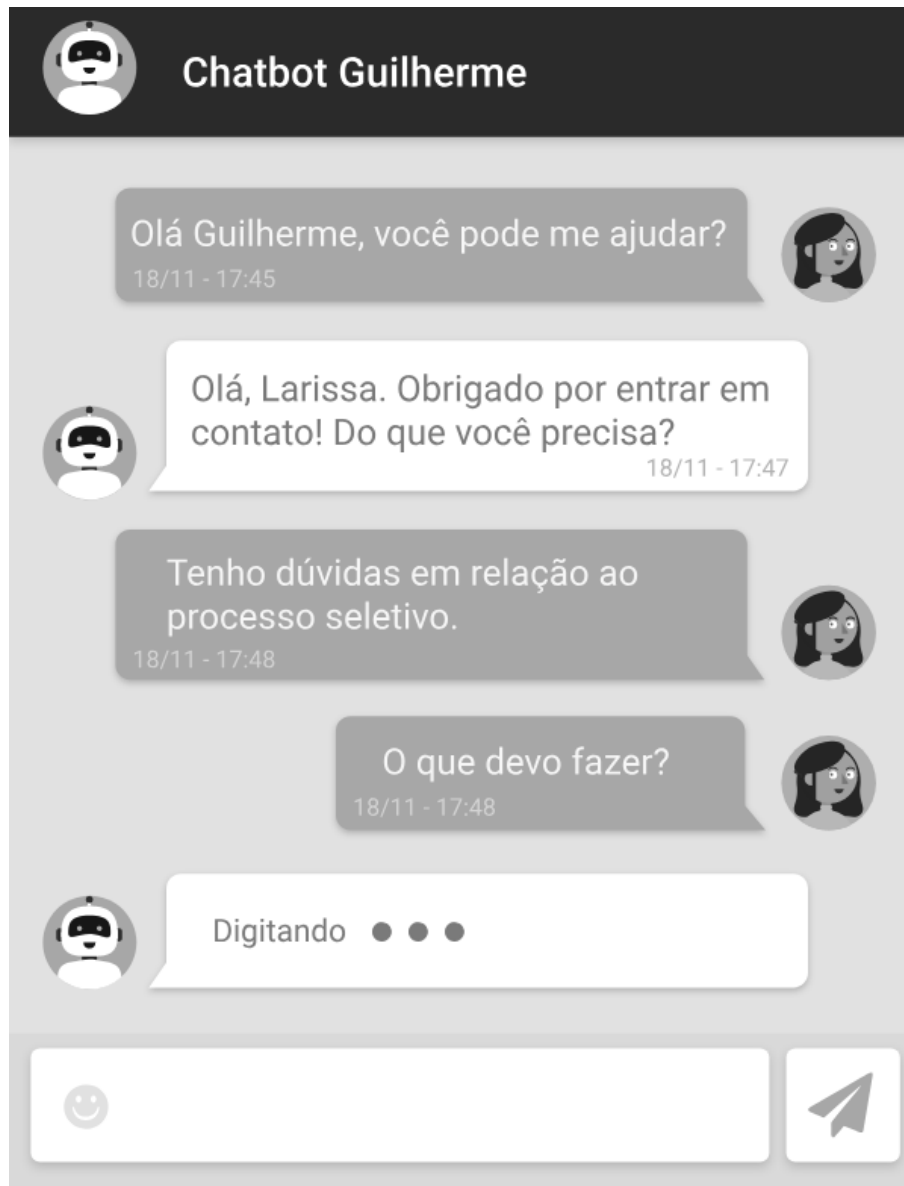 Chatbot Guilherme
Olá Guilherme, você pode me ajudar?
18/11 - 17:45
Olá, Larissa. Obrigado por entrar em
contato! Do que você precisa?
18/11 - 17:47
Tenho dúvidas em relação ao
processo seletivo.
18/11 - 17:48
O que devo fazer?
18/11 - 17:48
Digitando